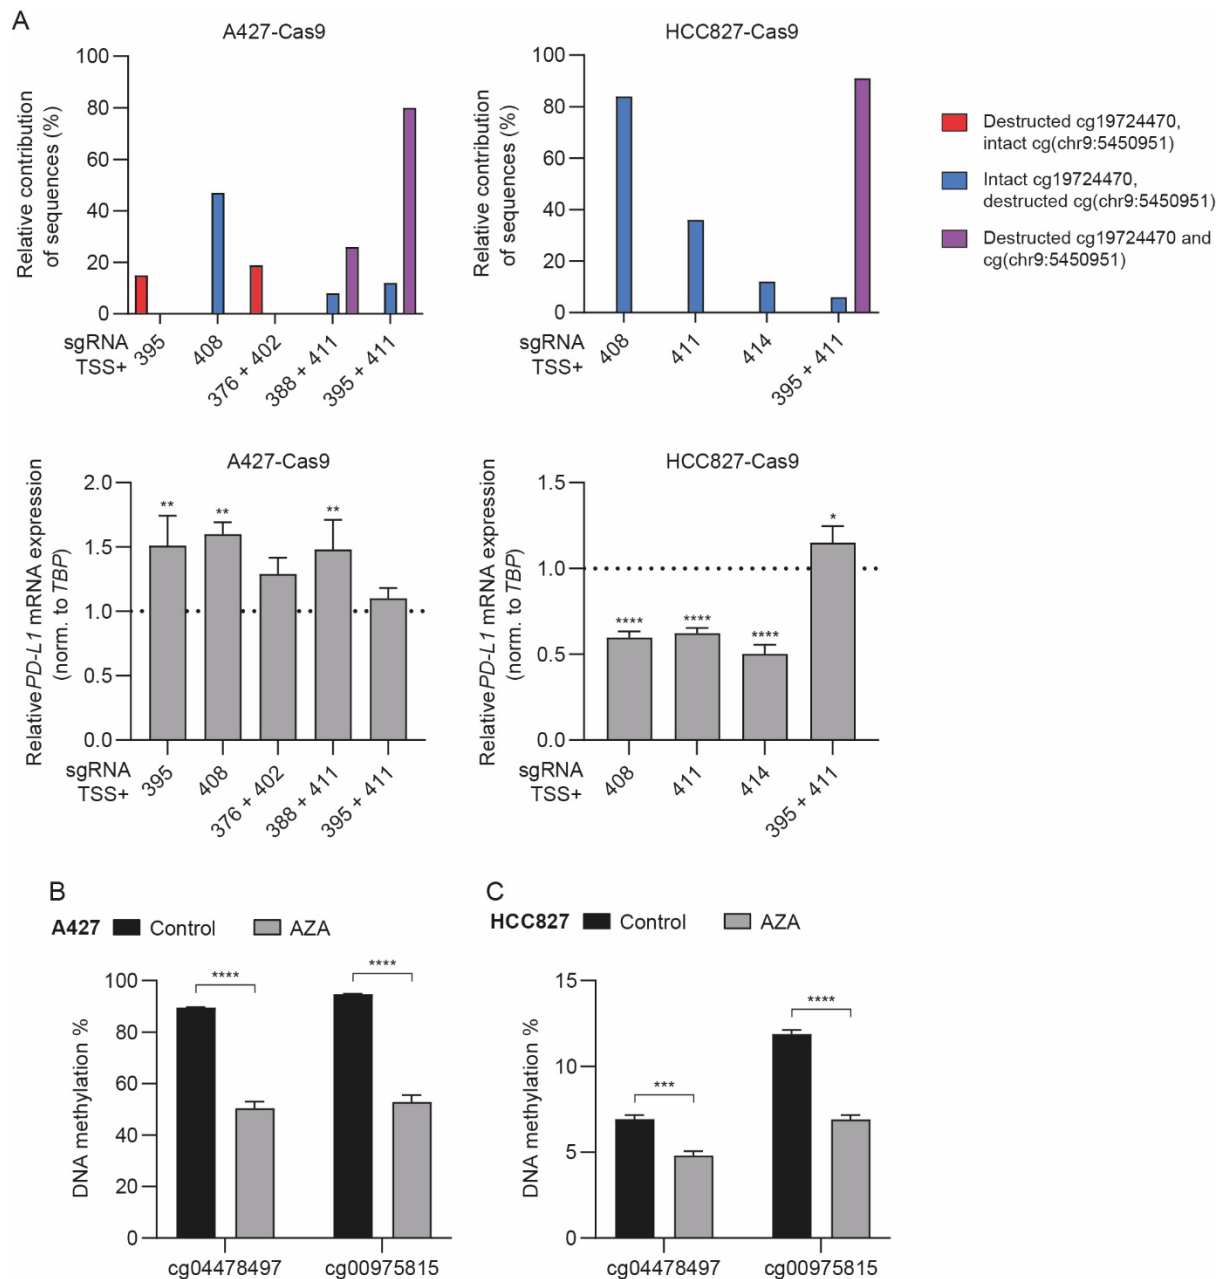 A
A427-Cas9
Relative contribution
of sequences (%)
100
80
60
40
20
0
sgRNA
TSS+
395
408
376 + 402
388 + 411
395 + 411
HCC827-Cas9
Relative contribution
of sequences (%)
100
80
60
40
20
0
sgRNA
TSS+
408
411
414
395 + 411
Destructed cg19724470,
intact cg(chr9:5450951)
Intact cg19724470,
destructed cg(chr9:5450951)
Destructed cg19724470 and
cg(chr9:5450951)
A427-Cas9
Relative PD-L1 mRNA expression
(norm. to TBP)
2.0
1.5
1.0
0.5
0.0
**
**
**
sgRNA
TSS+
395
408
376 + 402
388 + 411
395 + 411
HCC827-Cas9
Relative PD-L1 mRNA expression
(norm. to TBP)
1.5
1.0
0.5
0.0
****
****
****
*
sgRNA
TSS+
408
411
414
395 + 411
B
A427 Control AZA
DNA methylation %
100
80
60
40
20
0
****
****
cg04478497
cg00975815
C
HCC827 Control AZA
DNA methylation %
15
10
5
0
***
****
cg04478497
cg00975815